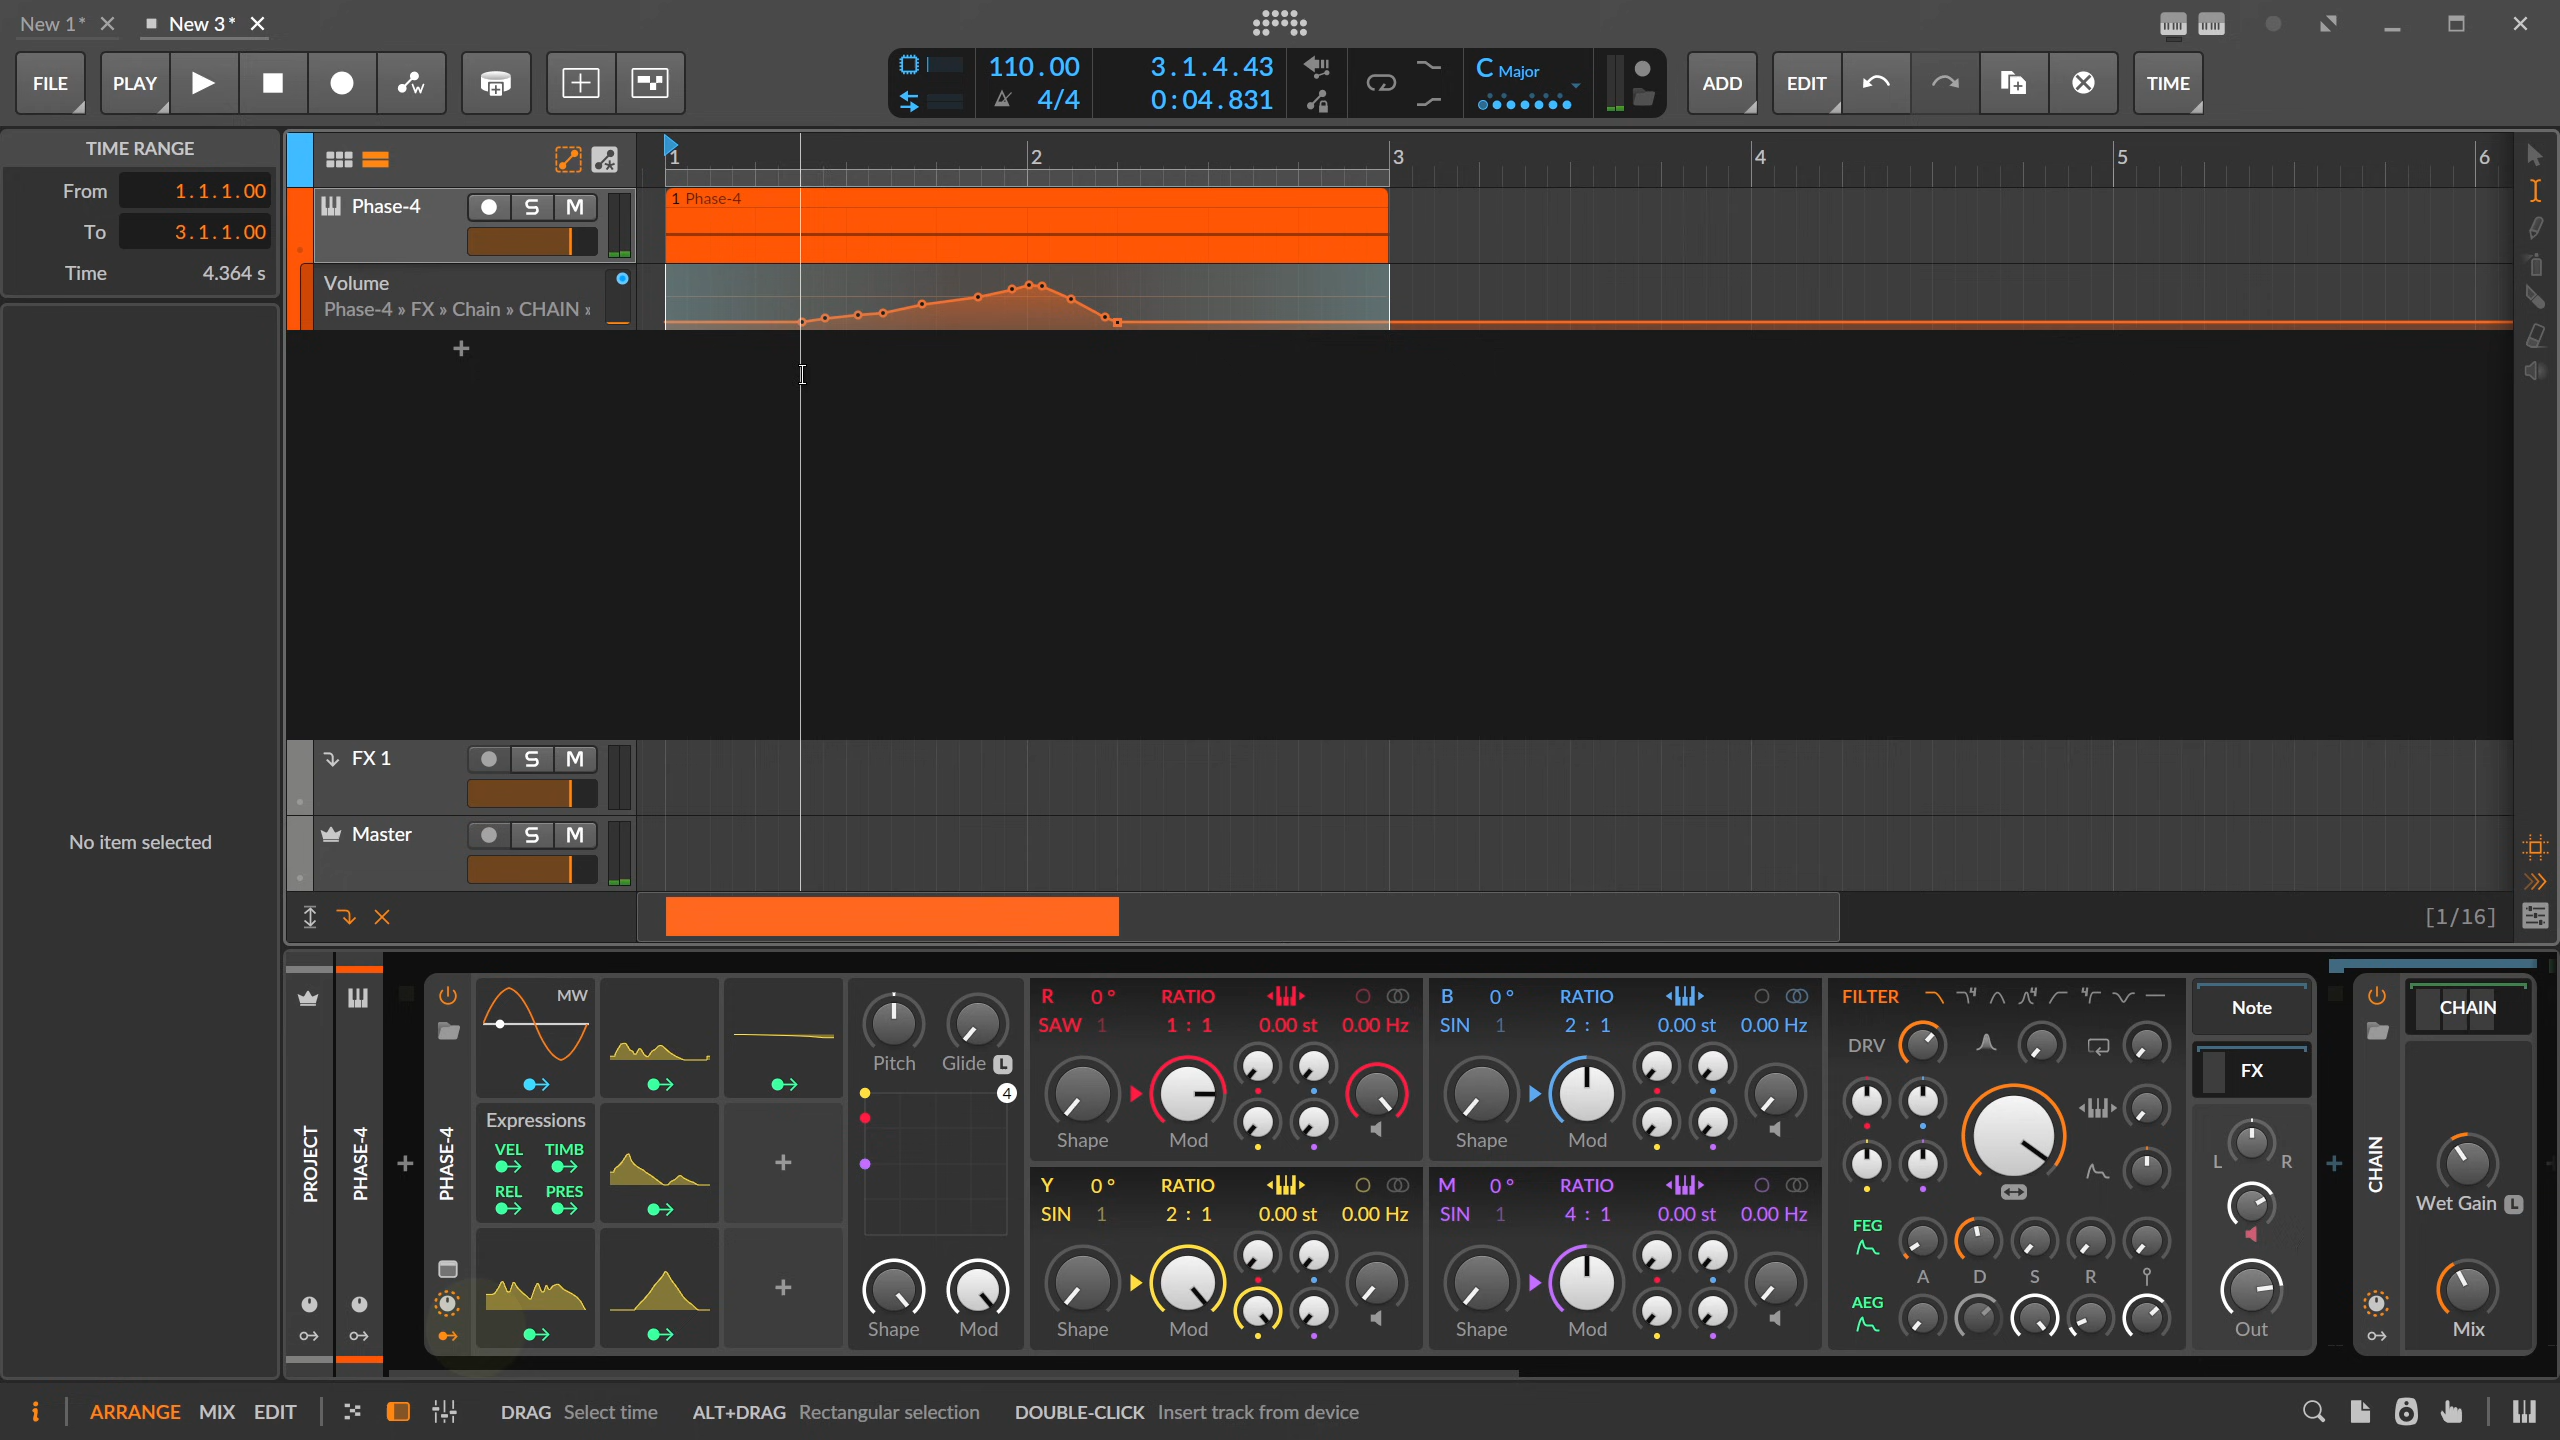 New 1*
New 3*
FILE
PLAY
110.00
4/4
3.1.4.43
0:04.831
C Major
ADD
EDIT
TIME
TIME RANGE
From 1.1.1.00
To 3.1.1.00
Time 4.364 s
No item selected
1
2
3
4
5
6
Phase-4
S M
1 Phase-4
Volume
Phase-4 » FX » Chain » CHAIN »
FX 1
S M
Master
S M
[1/16]
PROJECT
PHASE-4
PHASE-4
MW
Expressions
VEL TIMB
REL PRES
Pitch
Glide L
4
Shape
Mod
R 0° RATIO
SAW 1 1 : 1 0.00 st 0.00 Hz
Shape
Mod
B 0° RATIO
SIN 1 2 : 1 0.00 st 0.00 Hz
Shape
Mod
Y 0° RATIO
SIN 1 2 : 1 0.00 st 0.00 Hz
Shape
Mod
M 0° RATIO
SIN 1 4 : 1 0.00 st 0.00 Hz
Shape
Mod
FILTER
DRV
FEG
A D S R
AEG
Note
FX
L R
Out
CHAIN
CHAIN
Wet Gain L
Mix
i
ARRANGE MIX EDIT
DRAG Select time
ALT+DRAG Rectangular selection
DOUBLE-CLICK Insert track from device